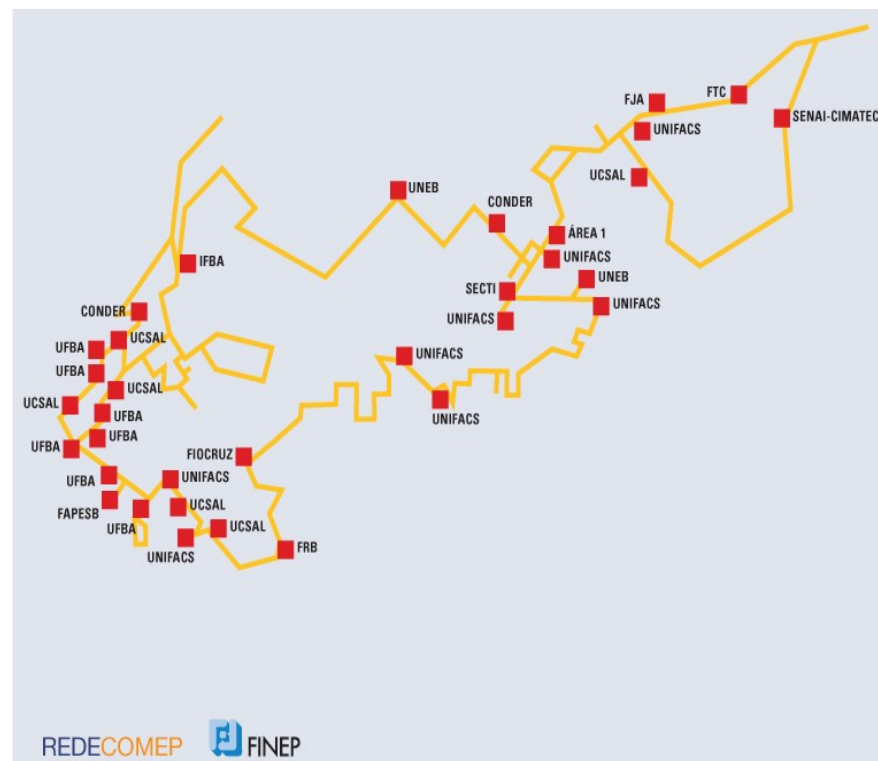 FTC
FJA
SENAI-CIMATEC
UNIFACS
UCSAL
UNEB
CONDER
ÁREA 1
IFBA
UNIFACS
UNEB
SECTI
UNIFACS
CONDER
UNIFACS
UCSAL
UFBA
UNIFACS
UFBA
UCSAL
UCSAL
UNIFACS
UFBA
UFBA
UFBA
FIOCRUZ
UFBA
UNIFACS
FAPESB
UCSAL
UFBA
UCSAL
UNIFACS
FRB
REDECOMEP
FINEP